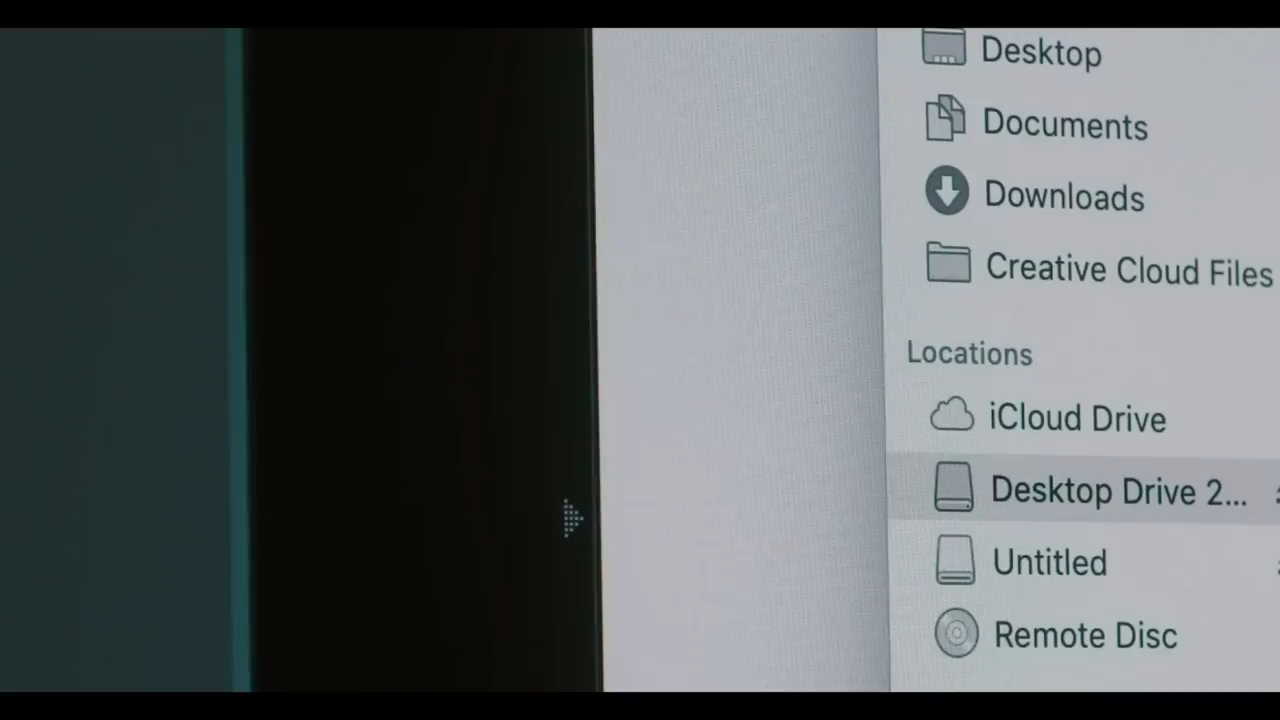 Desktop
Documents
Downloads
Creative Cloud Files
Locations
iCloud Drive
Desktop Drive 2...
Untitled
Remote Disc